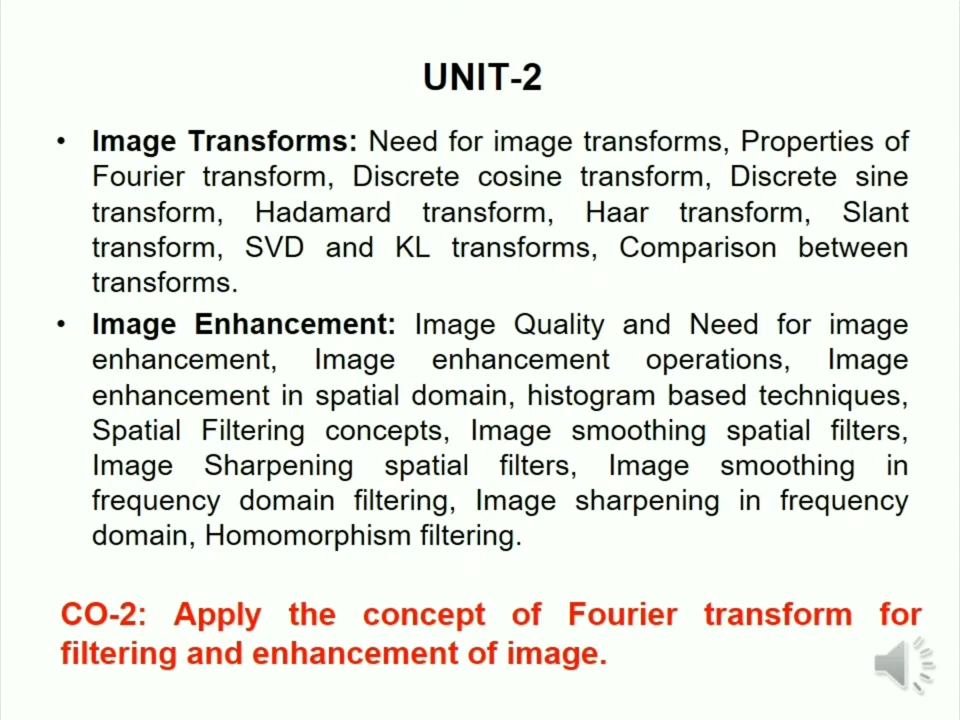 UNIT-2
• Image Transforms: Need for image transforms, Properties of
Fourier transform, Discrete cosine transform, Discrete sine
transform, Hadamard transform, Haar transform, Slant
transform, SVD and KL transforms, Comparison between
transforms.
• Image Enhancement: Image Quality and Need for image
enhancement, Image enhancement operations, Image
enhancement in spatial domain, histogram based techniques,
Spatial Filtering concepts, Image smoothing spatial filters,
Image Sharpening spatial filters, Image smoothing in
frequency domain filtering, Image sharpening in frequency
domain, Homomorphism filtering.
CO-2: Apply the concept of Fourier transform for
filtering and enhancement of image.